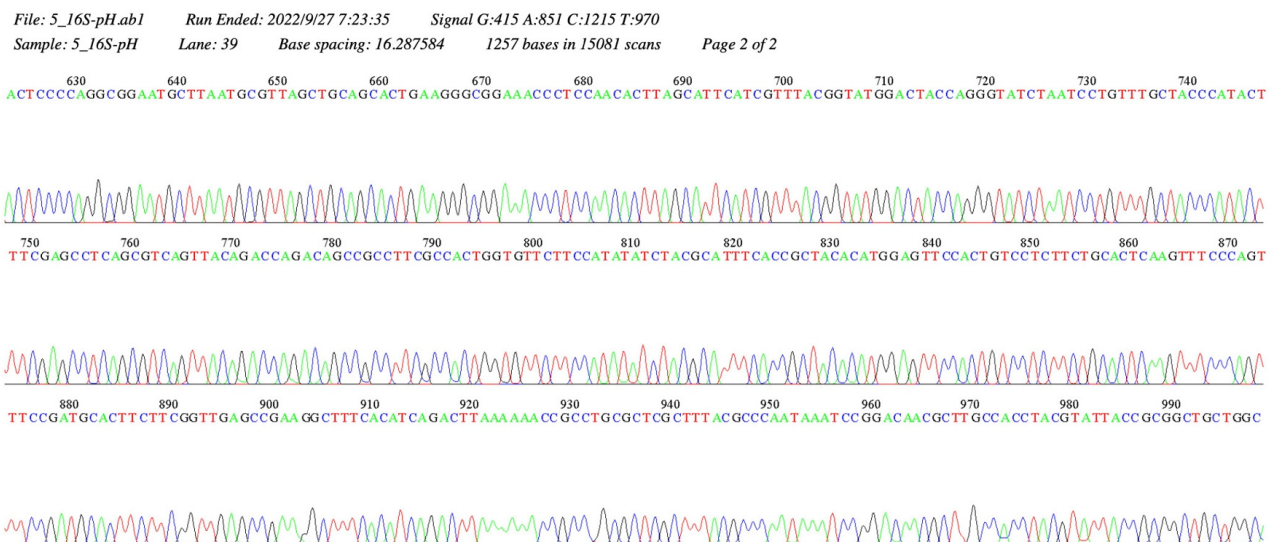 File: 5_16S-pH.ab1 Run Ended: 2022/9/27 7:23:35 Signal G:415 A:851 C:1215 T:970
Sample: 5_16S-pH Lane: 39 Base spacing: 16.287584 1257 bases in 15081 scans Page 2 of 2
630 640 650 660 670 680 690 700 710 720 730 740
ACTCCCCAGGCGGAATGCTTAATGCGTTAGCTGCAGCACTGAAGGGCGGAAACCCTCCAACACTTAGCATTCATCGTTTACGGTATGGACTACCAGGGTATCTAATCCTGTTTGCTACCCATACT
750 760 770 780 790 800 810 820 830 840 850 860 870
TTCGAGCCTCAGCGTCAGTTACAGACCAGACAGCCGCCTTCGCCACTGGTGTTCTTCCATATATCTACGCATTTCACCGCTACACATGGAGTTCCACTGTCCTCTTCTGCACTCAAGTTTCCCAGT
880 890 900 910 920 930 940 950 960 970 980 990
TTCCGATGCACTTCTTCGGTTGAGCCGAAGGCTTTCACATCAGACTTAAAAAACCGCCTGCGCTCGCTTTACGCCCAATAAATCCGGACAACGCTTGCCACCTACGTATTACCGCGGCTGCTGGC